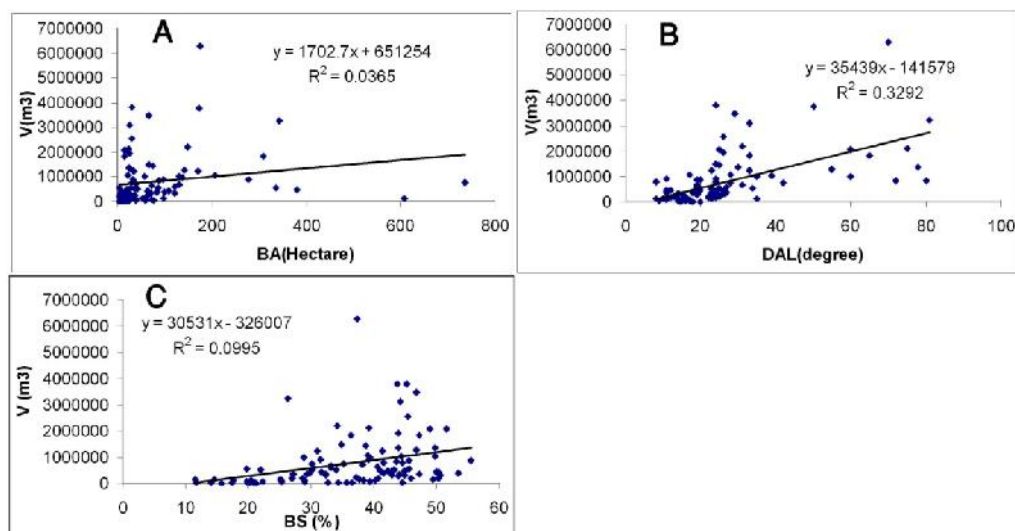 A
y = 1702.7x + 651254
R² = 0.0365
V(m3)
7000000
6000000
5000000
4000000
3000000
2000000
1000000
0
0 200 400 600 800
BA(Hectare)
B
y = 35439x - 141579
R² = 0.3292
V(m3)
7000000
6000000
5000000
4000000
3000000
2000000
1000000
0
0 20 40 60 80 100
DAL(degree)
C
y = 30531x - 326007
R² = 0.0995
V (m3)
7000000
6000000
5000000
4000000
3000000
2000000
1000000
0
0 10 20 30 40 50 60
BS (%)